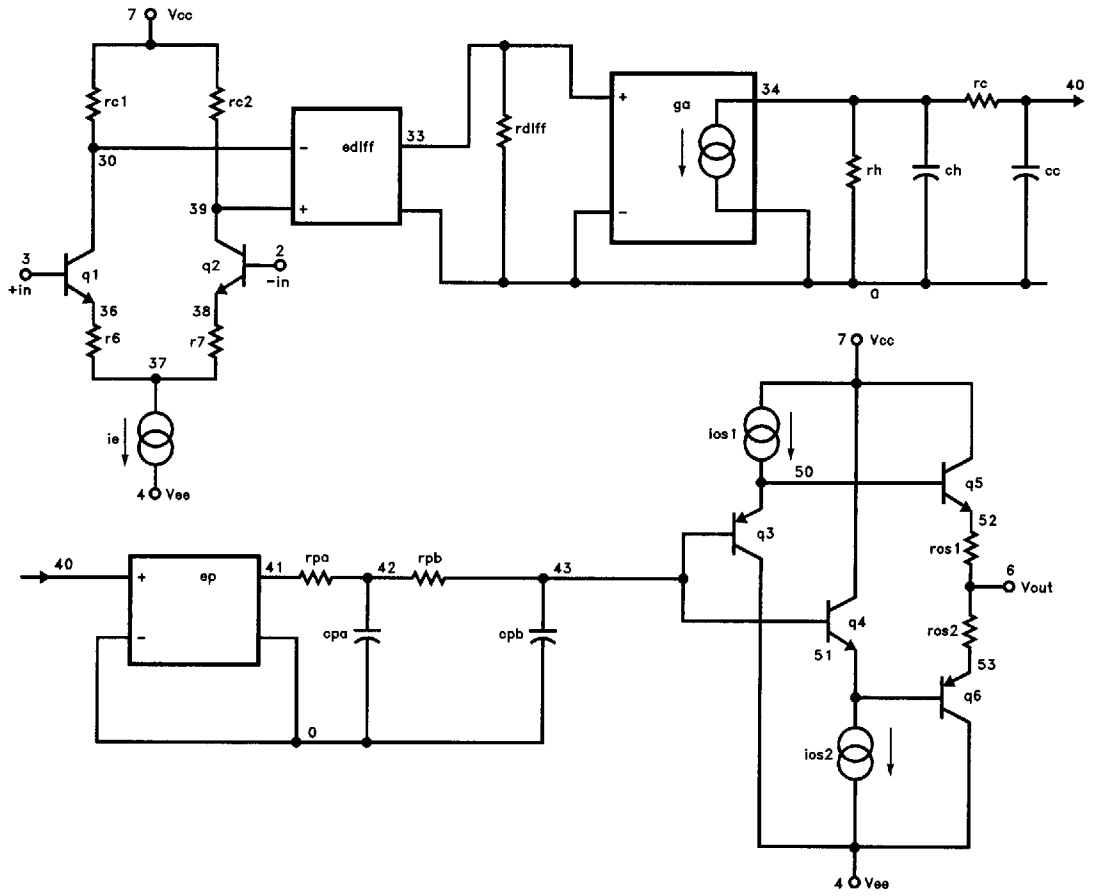 7 Vcc
rc1
rc2
30
39
ediff
-
+
33
rdiff
+
-
ga
34
rc
40
rh
ch
cc
0
3
+in
q1
q2
2
-in
36
38
r6
r7
37
ie
4 Vee
7 Vcc
ios1
50
q5
q3
52
ros1
6
Vout
ros2
q4
51
53
q6
ios2
4 Vee
40
+
-
ep
41
rpa
42
rpb
43
cpa
cpb
0